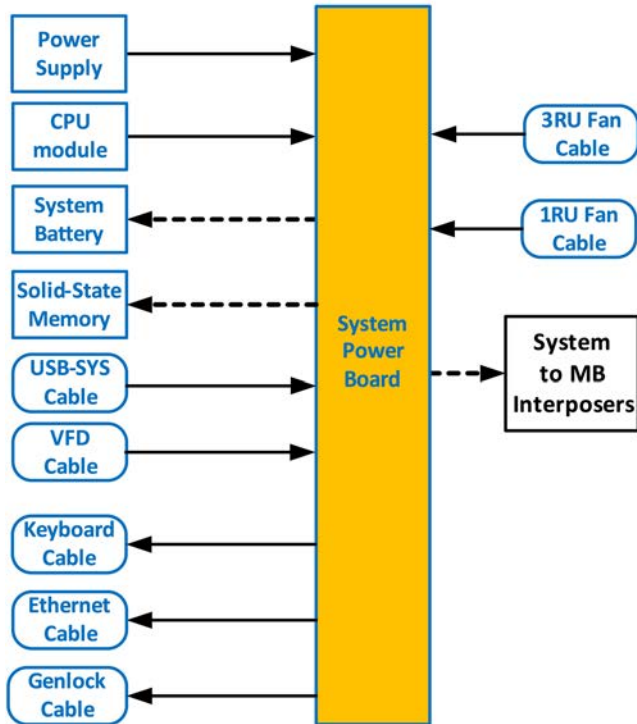 Power
Supply
CPU
module
System
Battery
Solid-State
Memory
USB-SYS
Cable
VFD
Cable
Keyboard
Cable
Ethernet
Cable
Genlock
Cable
System
Power
Board
3RU Fan
Cable
1RU Fan
Cable
System
to MB
Interposers